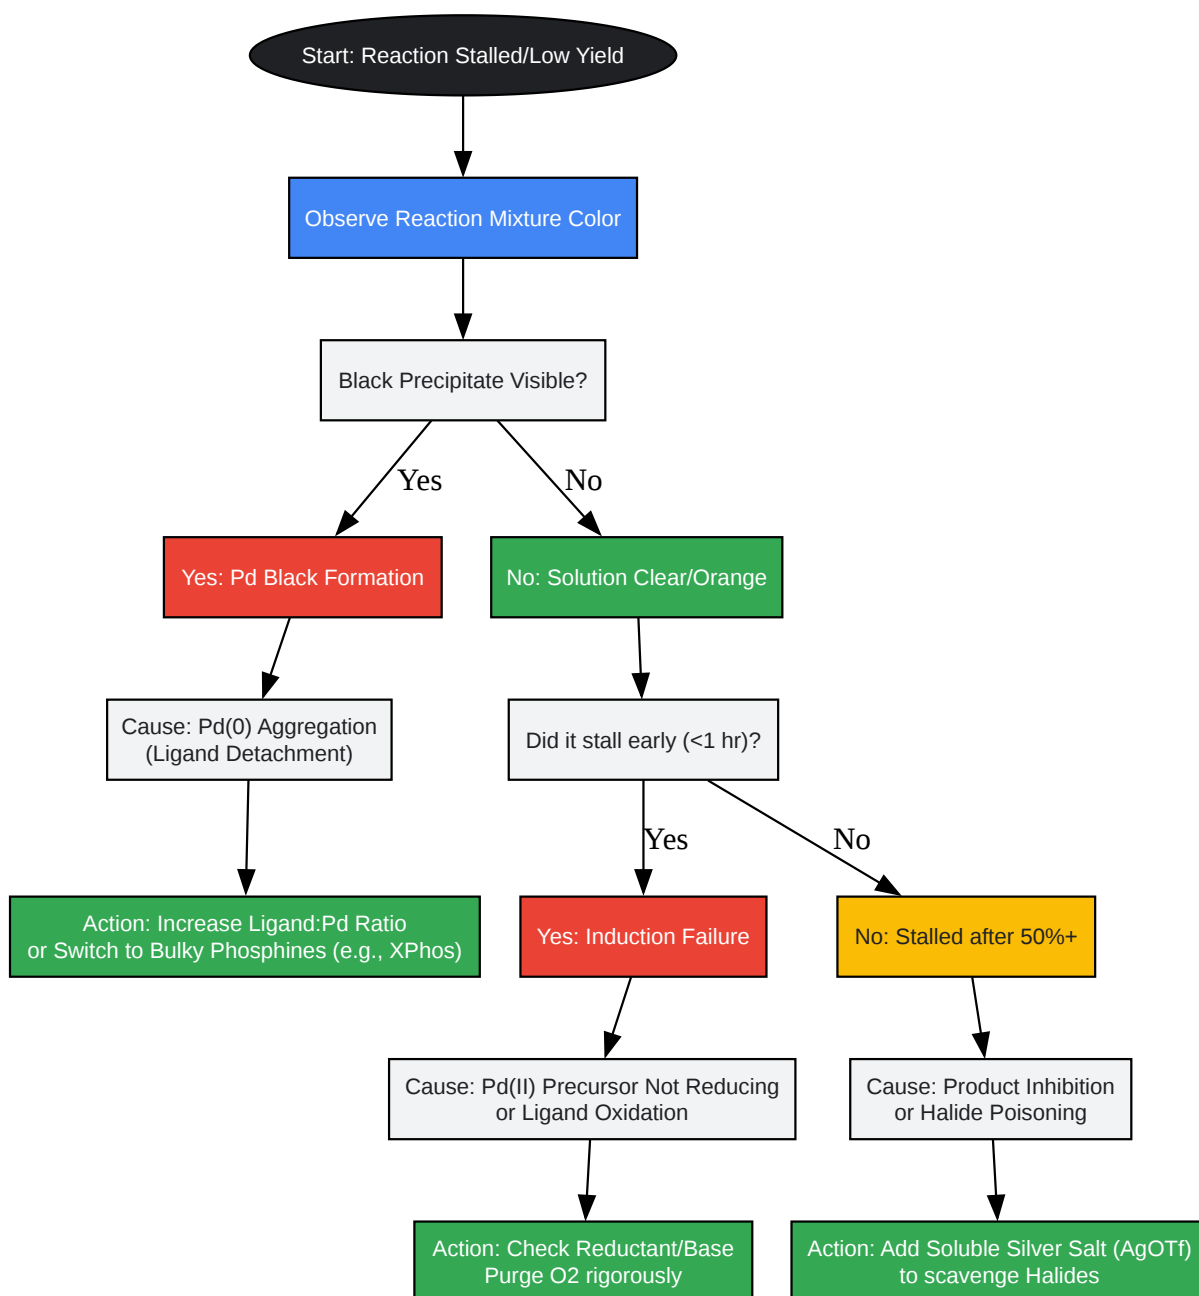 Start: Reaction Stalled/Low Yield
Observe Reaction Mixture Color
Black Precipitate Visible?
Yes
No
Yes: Pd Black Formation
No: Solution Clear/Orange
Cause: Pd(0) Aggregation
(Ligand Detachment)
Did it stall early (<1 hr)?
Yes
No
Action: Increase Ligand:Pd Ratio
or Switch to Bulky Phosphines (e.g., XPhos)
Yes: Induction Failure
No: Stalled after 50%+
Cause: Pd(II) Precursor Not Reducing
or Ligand Oxidation
Cause: Product Inhibition
or Halide Poisoning
Action: Check Reductant/Base
Purge O2 rigorously
Action: Add Soluble Silver Salt (AgOTf)
to scavenge Halides